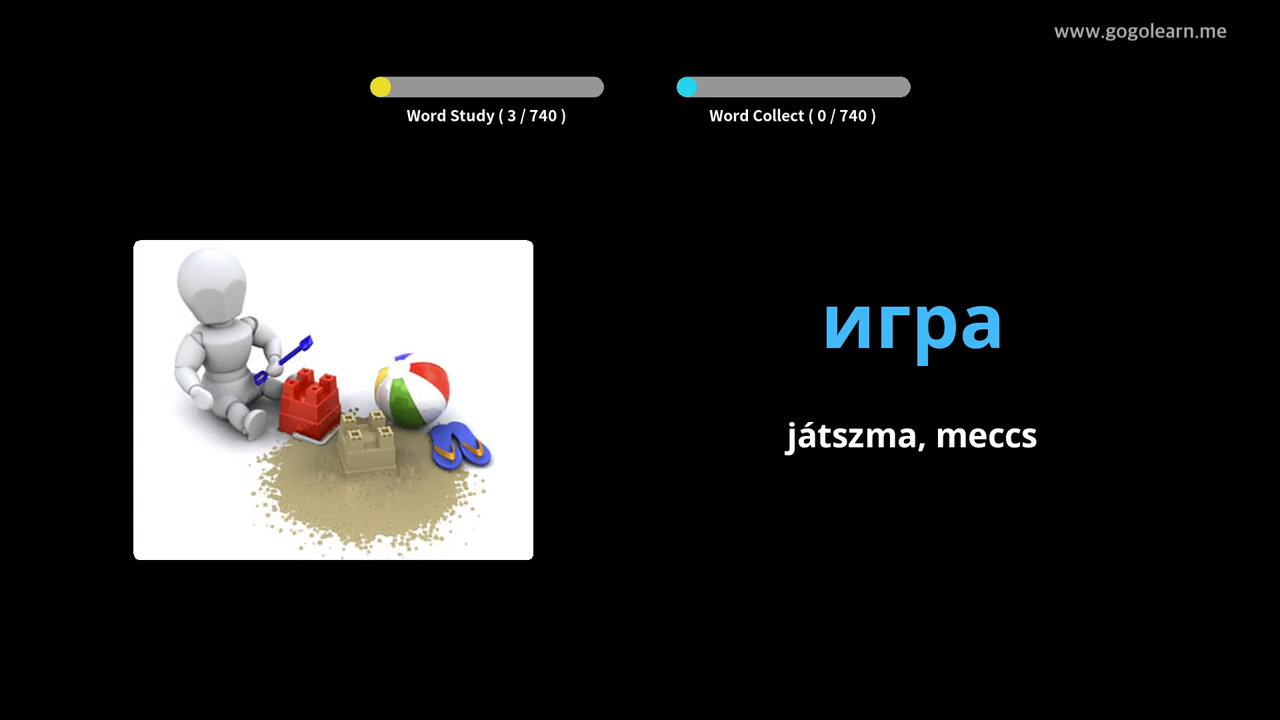 www.gogolearn.me
Word Study ( 3 / 740 )
Word Collect ( 0 / 740 )
игра
játszma, meccs